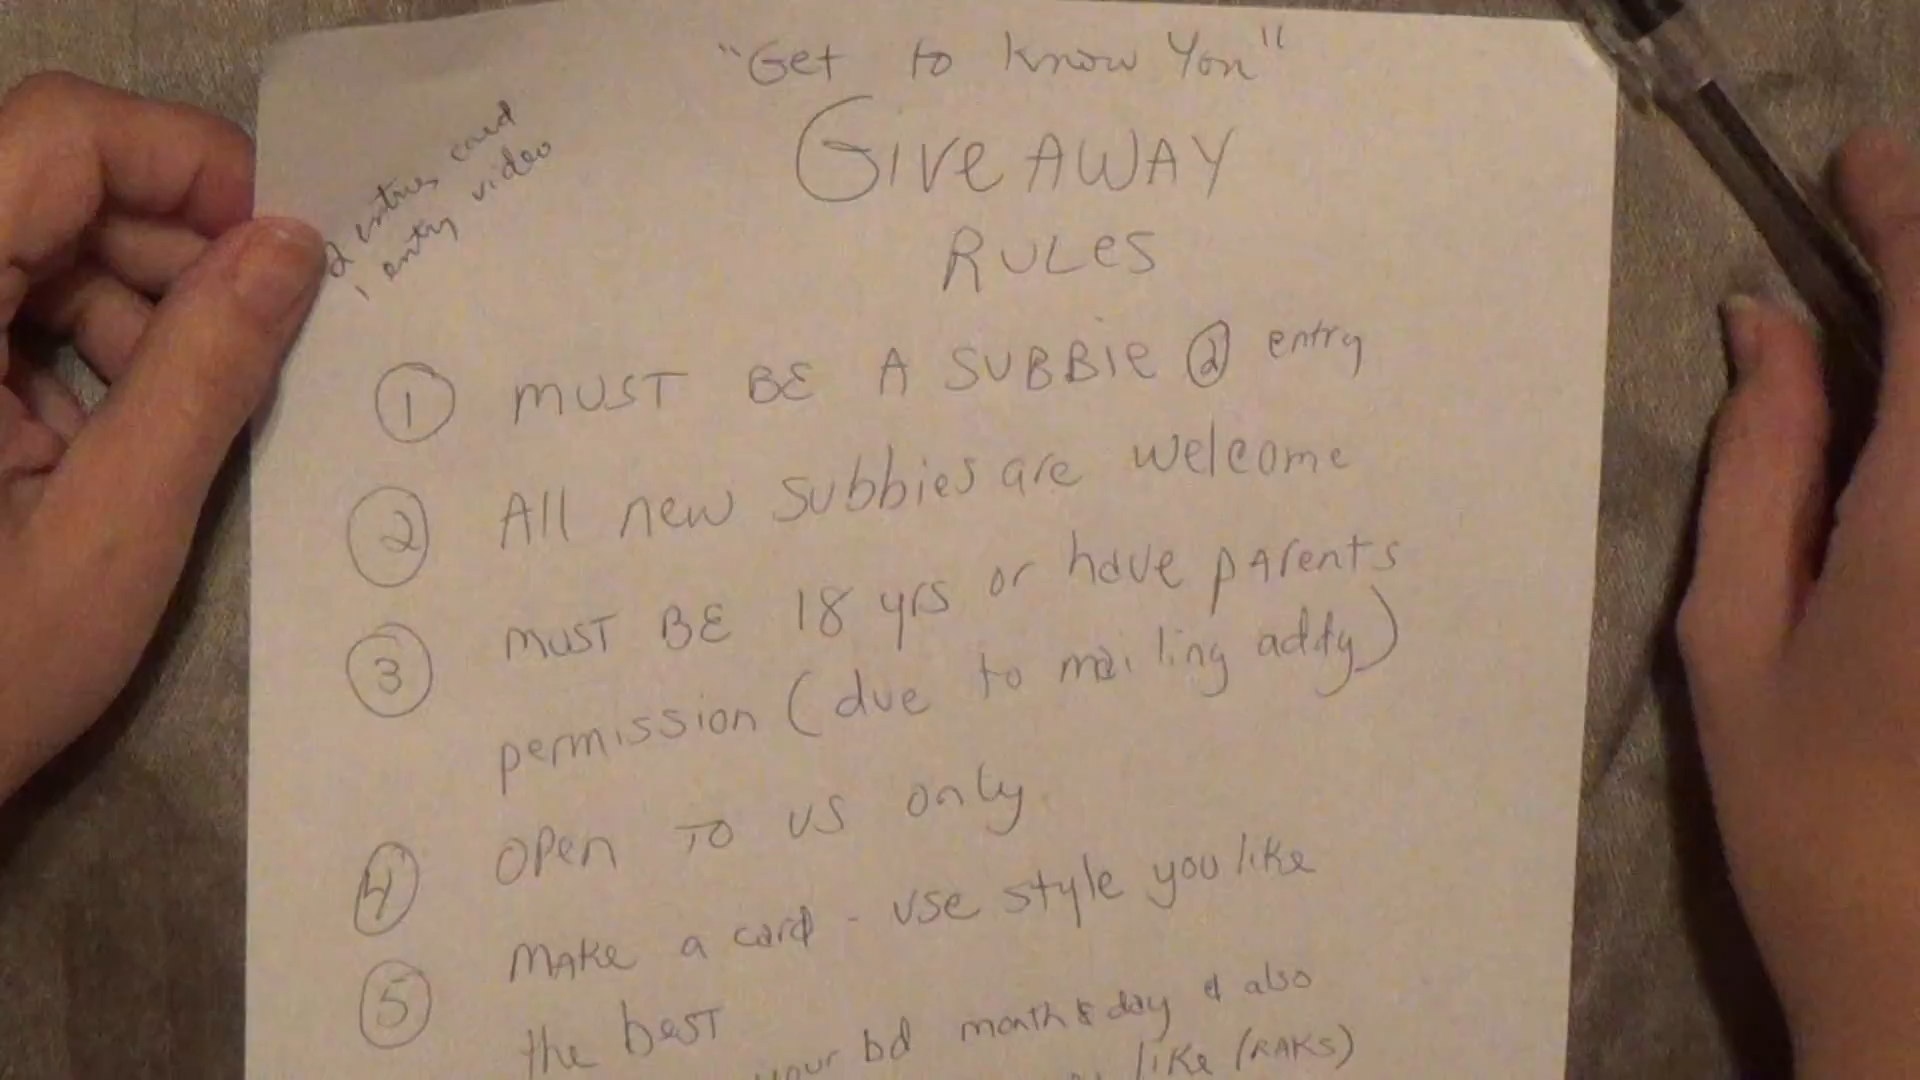 "Get to know You"
GIVEAWAY
RULES
2 entries card
1 entry video
① MUST BE A SUBBIE @ entry
② All new subbies are welcome
③ MUST BE 18 yrs or have parents
permission (due to mailing addy)
④ OPEN TO US only
⑤ MAKE a card - use style you like
the best
your bd month & day & also
like (RAKS)